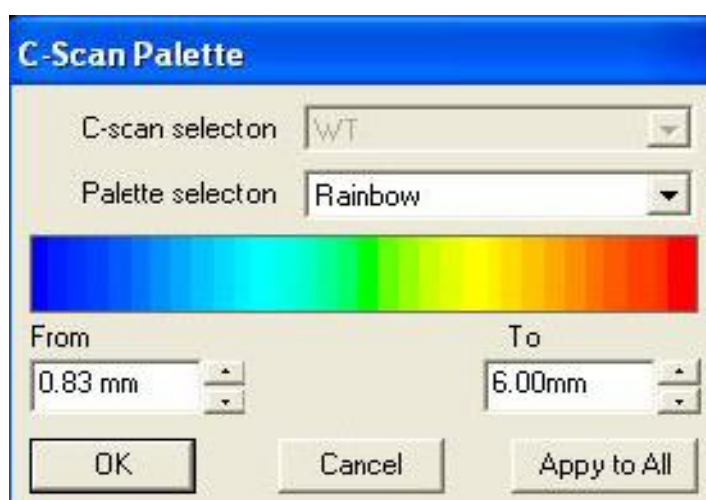 C-Scan Palette
C-scan selecton WT
Palette selecton Rainbow
From To
0.83 mm 6.00mm
OK Cancel Appy to All